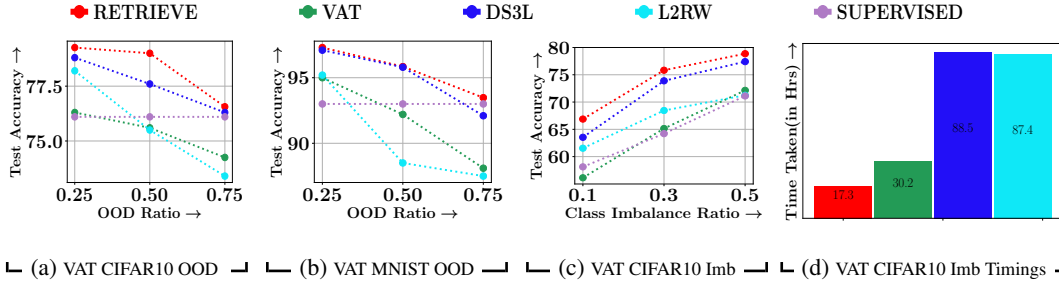 RETRIEVE VAT DS3L L2RW SUPERVISED
Test Accuracy →
77.5
75.0
0.25 0.50 0.75
OOD Ratio →
Test Accuracy →
95
90
0.25 0.50 0.75
OOD Ratio →
Test Accuracy →
80
75
70
65
60
0.1 0.3 0.5
Class Imbalance Ratio →
Time Taken(in Hrs) →
17.3
30.2
88.5
87.4
(a) VAT CIFAR10 OOD
(b) VAT MNIST OOD
(c) VAT CIFAR10 Imb
(d) VAT CIFAR10 Imb Timings